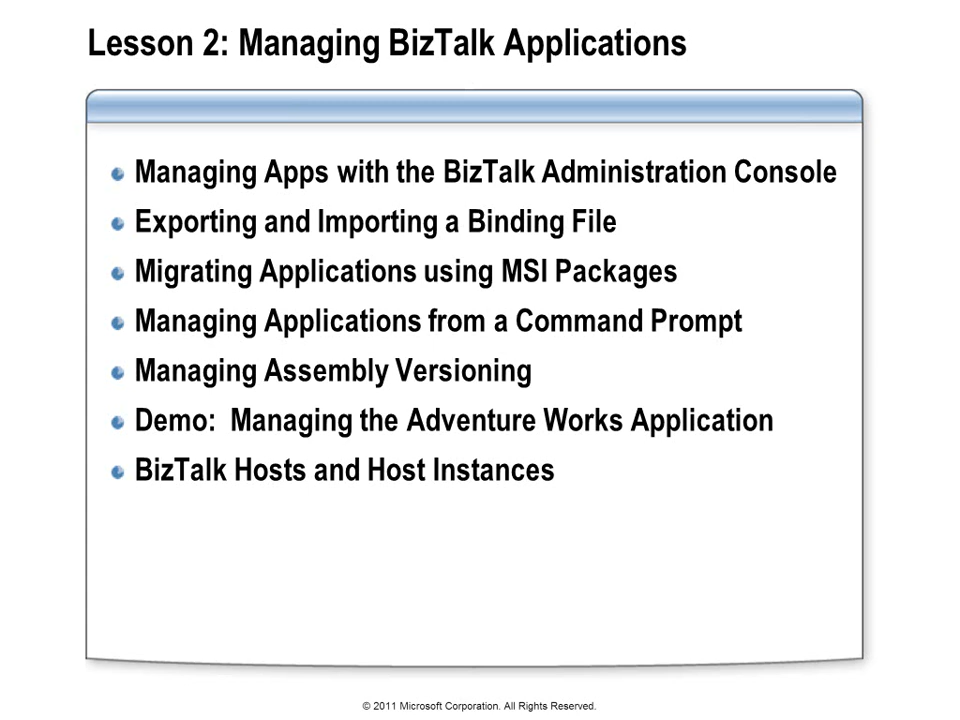 Lesson 2: Managing BizTalk Applications
Managing Apps with the BizTalk Administration Console
Exporting and Importing a Binding File
Migrating Applications using MSI Packages
Managing Applications from a Command Prompt
Managing Assembly Versioning
Demo:  Managing the Adventure Works Application
BizTalk Hosts and Host Instances
© 2011 Microsoft Corporation. All Rights Reserved.